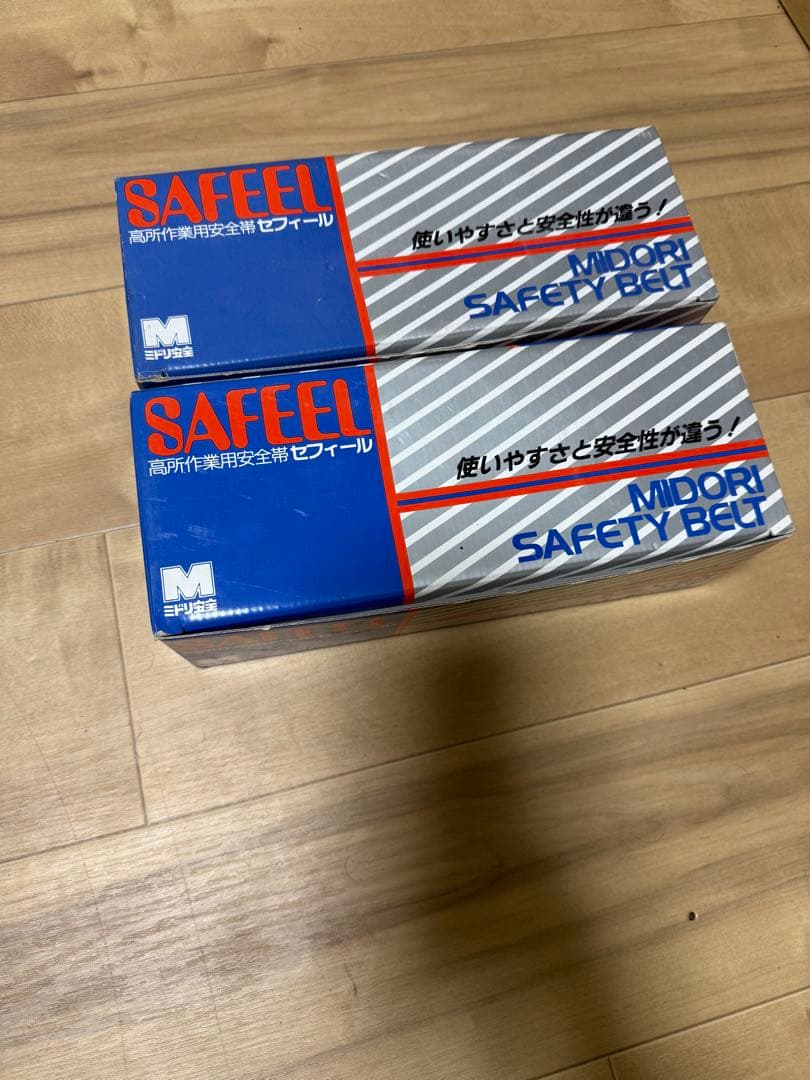 SAFEEL
高所作業用安全帯 セフィール
使いやすさと安全性が違う!
MIDORI
SAFETY BELT
M
ミドリ安全
SAFEEL
高所作業用安全帯 セフィール
使いやすさと安全性が違う!
MIDORI
SAFETY BELT
M
ミドリ安全